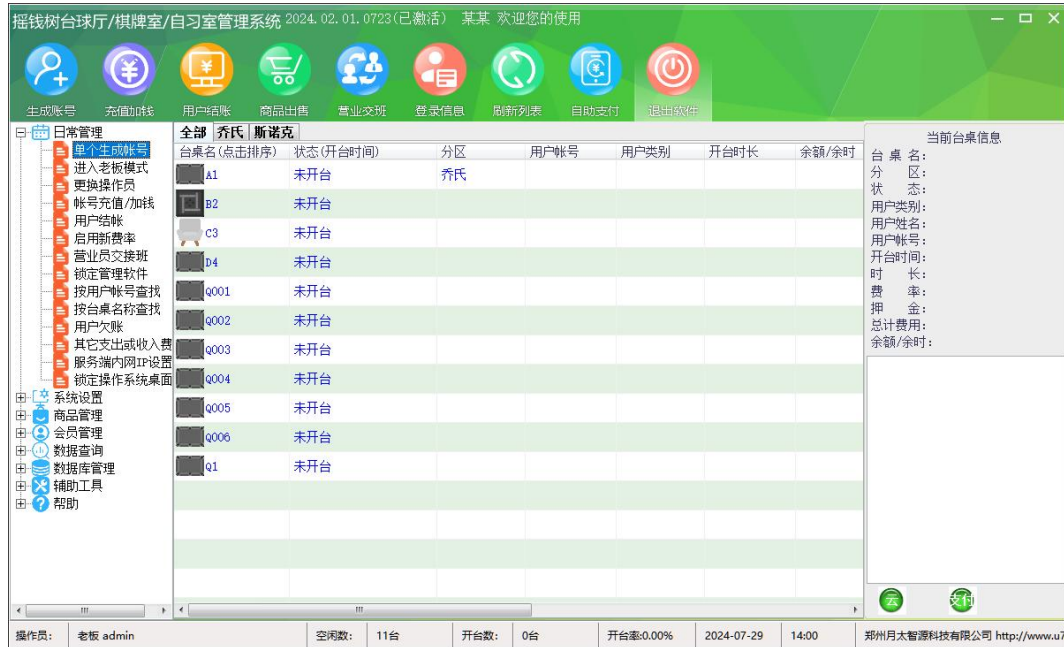 摇钱树台球厅/棋牌室/自习室管理系统 2024.02.01.0723(已激活) 某某 欢迎您的使用
生成账号 充值加钱 用户结账 商品出售 营业交班 登录信息 刷新列表 自助支付 退出软件
日常管理
单个生成帐号
进入老板模式
更换操作员
帐号充值/加钱
用户结帐
启用新费率
营业员交接班
锁定管理软件
按用户帐号查找
按台桌名称查找
用户欠账
其它支出或收入费
服务端内网IP设置
锁定操作系统桌面
系统设置
商品管理
会员管理
数据查询
数据库管理
辅助工具
帮助
全部 乔氏 斯诺克
台桌名(点击排序) 状态(开台时间) 分区 用户帐号 用户类别 开台时长 余额/余时
A1 未开台 乔氏
B2 未开台
C3 未开台
D4 未开台
Q001 未开台
Q002 未开台
Q003 未开台
Q004 未开台
Q005 未开台
Q006 未开台
Q1 未开台
当前台桌信息
台 桌 名:
分 区:
状 态:
用户类别:
用户姓名:
用户帐号:
开台时间:
时 长:
费 率:
押 金:
总计费用:
余额/余时:
云 支付
操作员: 老板 admin 空闲数: 11台 开台数: 0台 开台率:0.00% 2024-07-29 14:00 郑州月太智源科技有限公司 http://www.u7